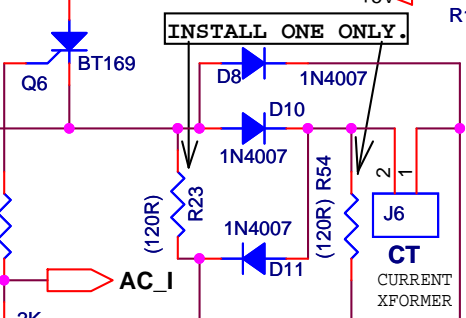 INSTALL ONE ONLY.
BT169
Q6
D8
1N4007
D10
1N4007
(120R)
R23
(120R) R54
2
1
J6
1N4007
D11
CT
CURRENT
XFORMER
AC_I